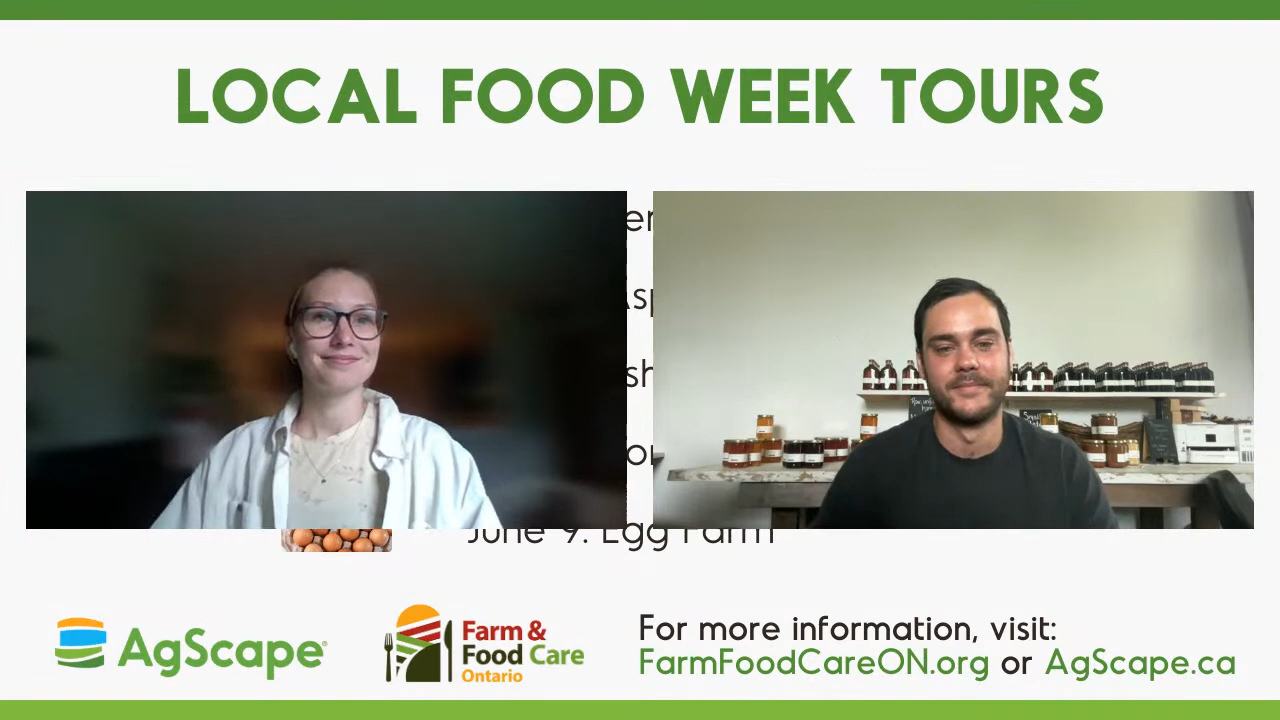 LOCAL FOOD WEEK TOURS
June 9: Egg Farm
AgScape
Farm &
Food Care
Ontario
For more information, visit:
FarmFoodCareON.org or AgScape.ca